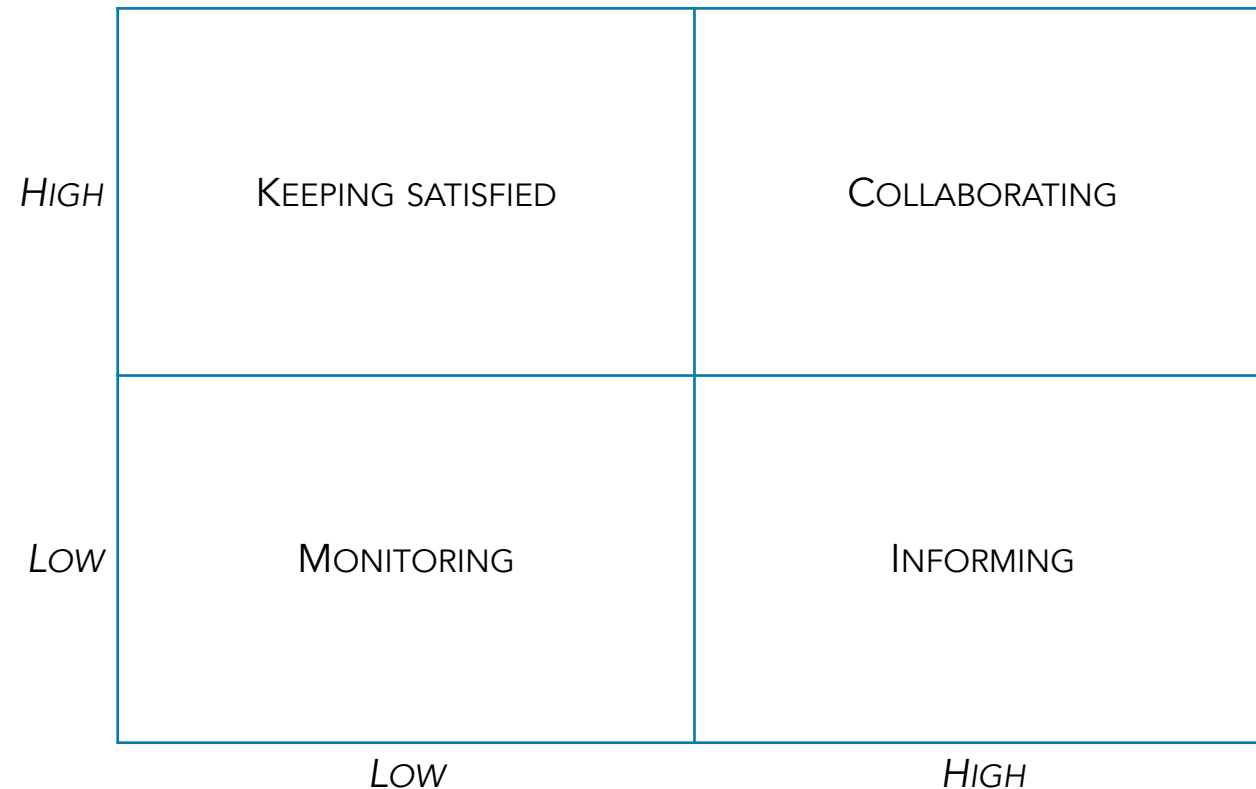 HIGH KEEPING SATISFIED COLLABORATING
LOW MONITORING INFORMING
LOW HIGH